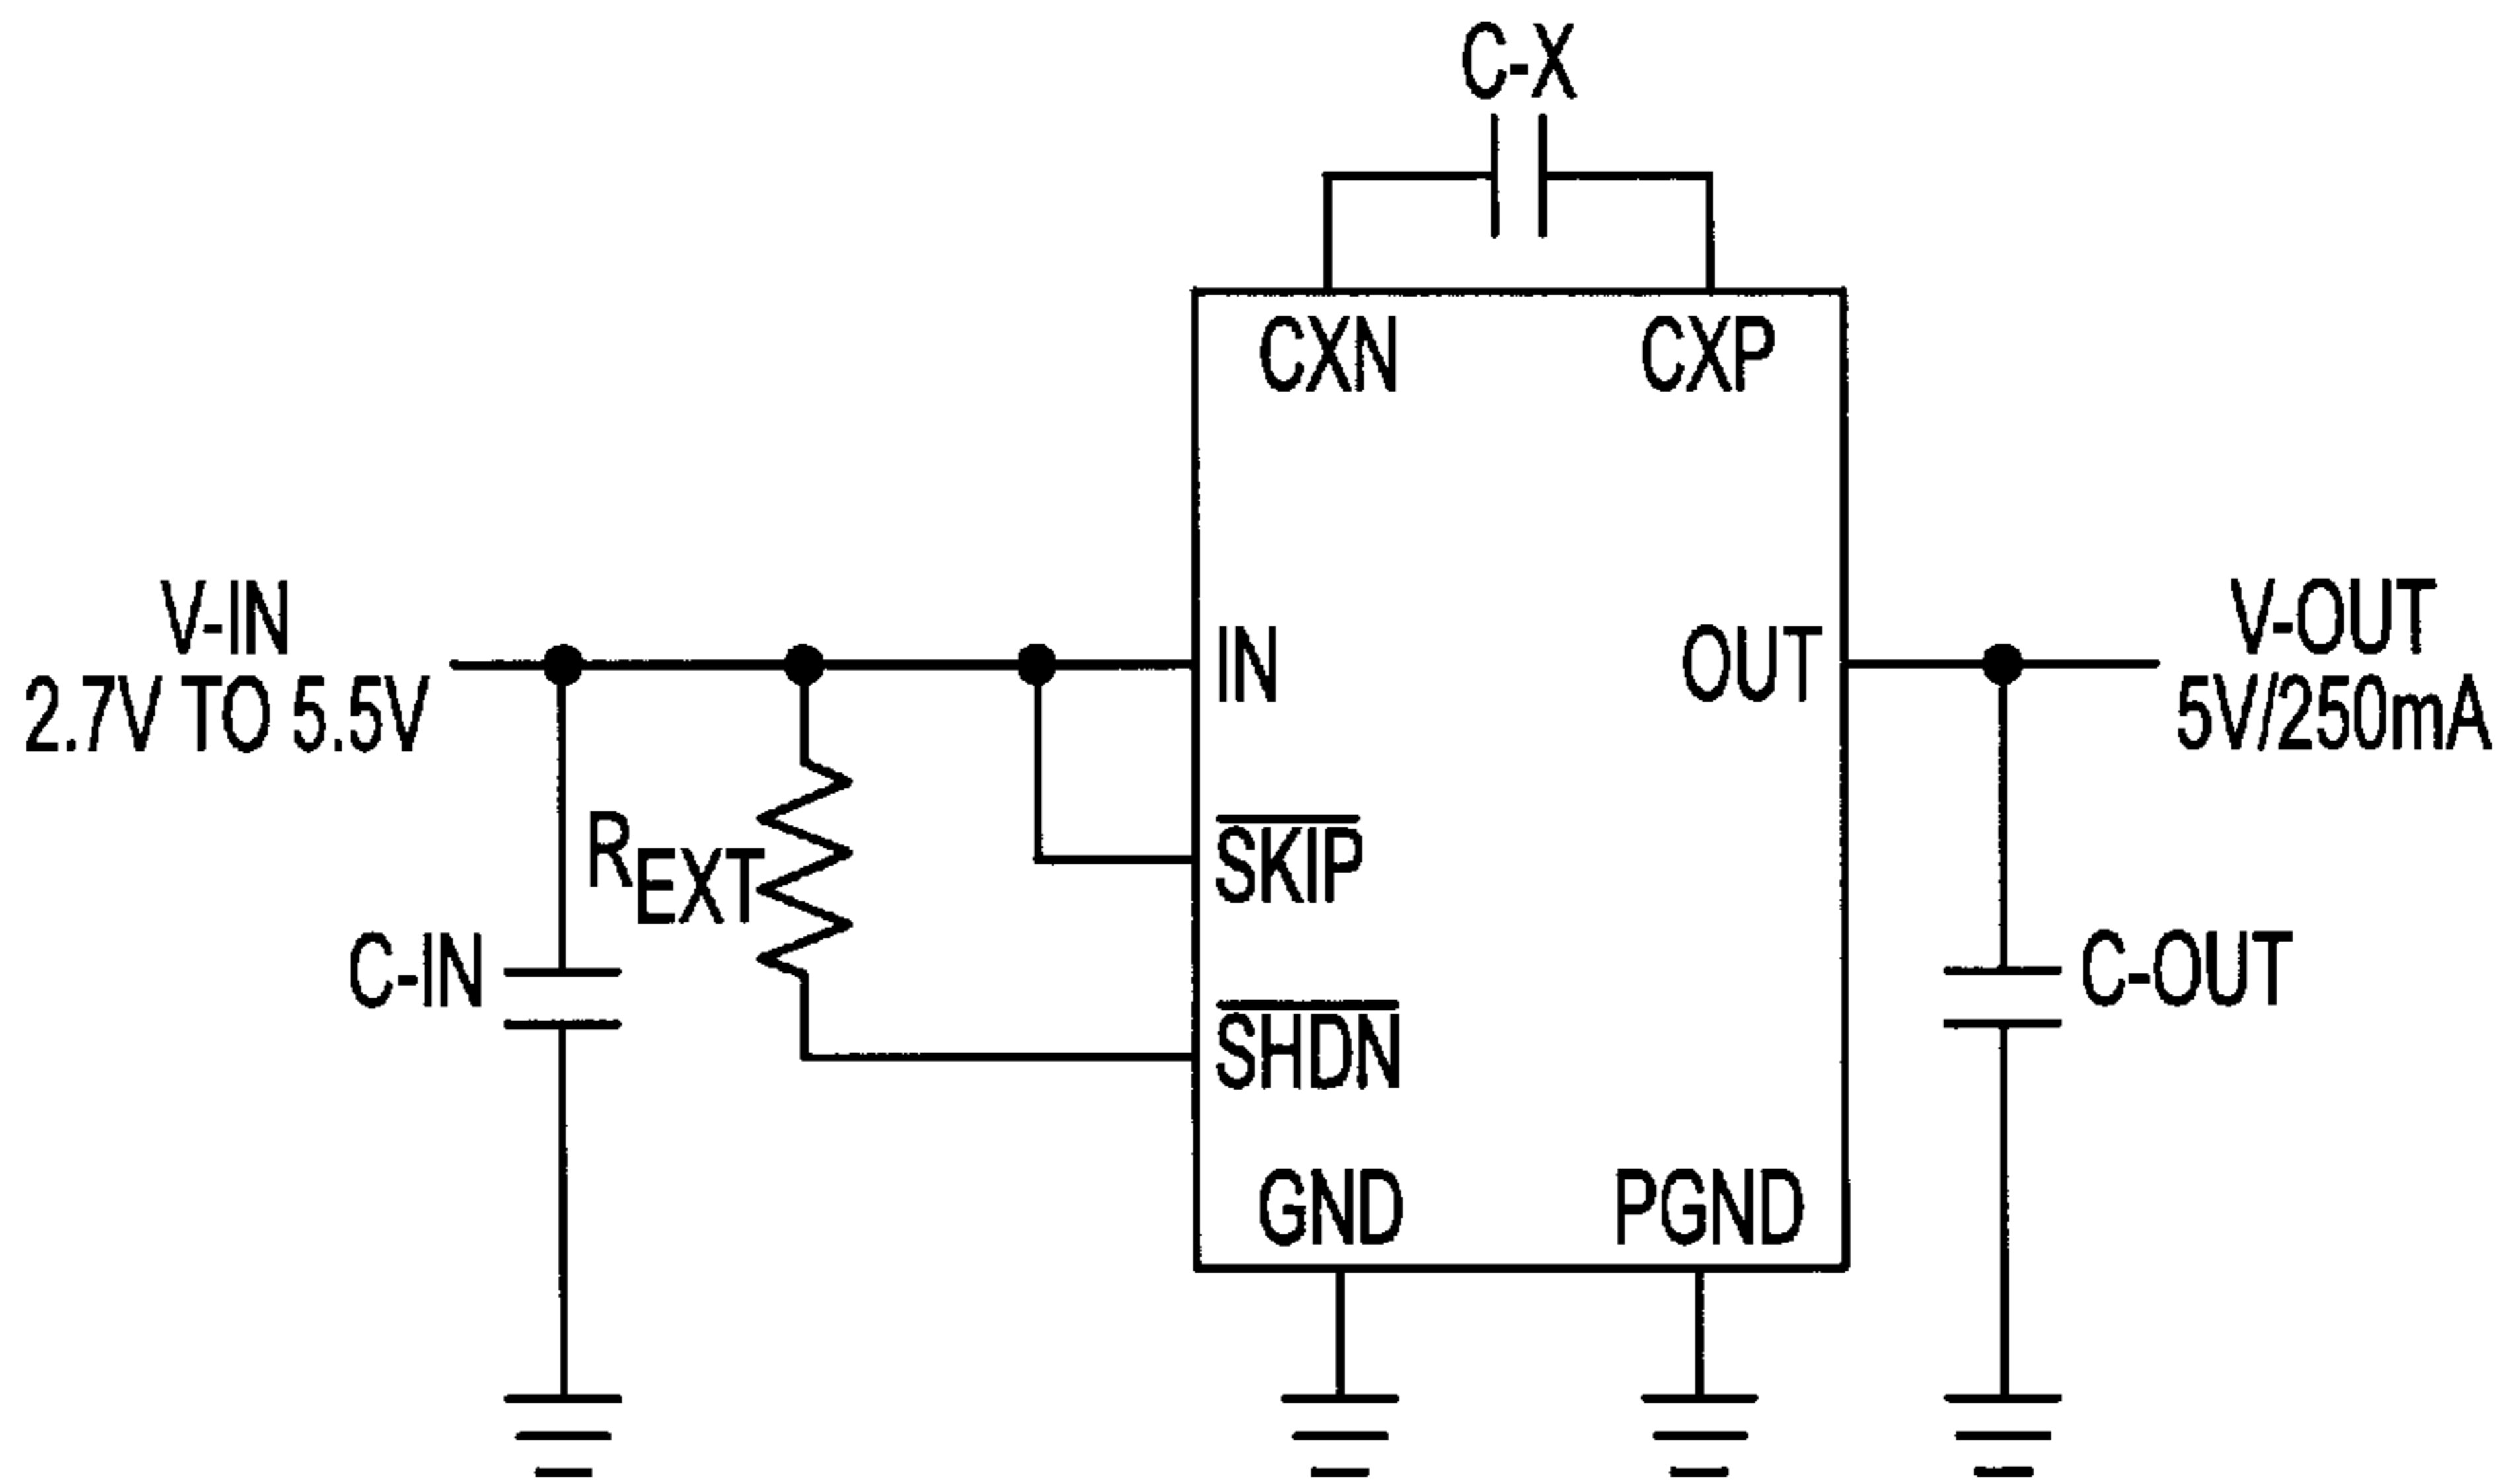 C-X
CXN
CXP
V-IN
2.7V TO 5.5V
IN
OUT
V-OUT
5V/250mA
REXT
SKIP
C-IN
C-OUT
SHDN
GND
PGND